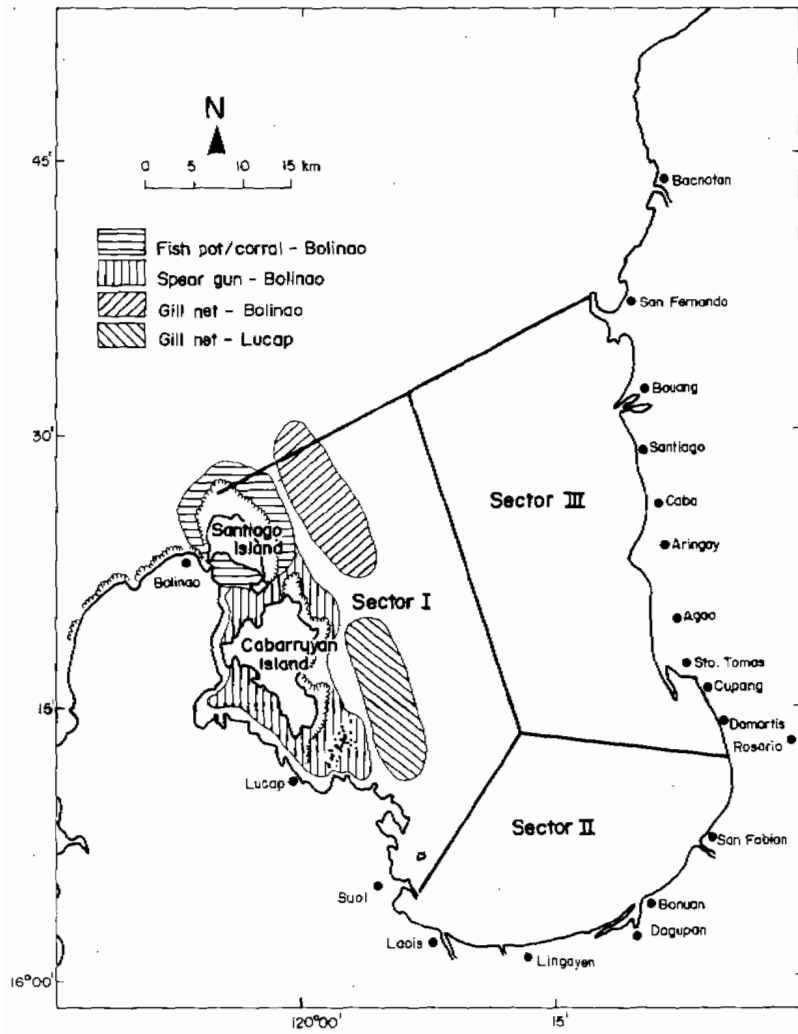 N
0 5 10 15 km
45'
Bacnotan
Fish pot/corral - Bolinao
Spear gun - Bolinao
Gill net - Bolinao
Gill net - Lucap
San Fernando
Bauang
30'
Santiago
Sector III
Caba
Santiago
Island
Aringay
Bolinao
Sector I
Agoo
Cabarruyan
Island
Sto. Tomas
Cupang
15'
Damortis
Rosario
Lucap
Sector II
San Fabian
Sual
Bonuan
Dagupan
Laois
Lingayen
16°00'
120°00'
15'